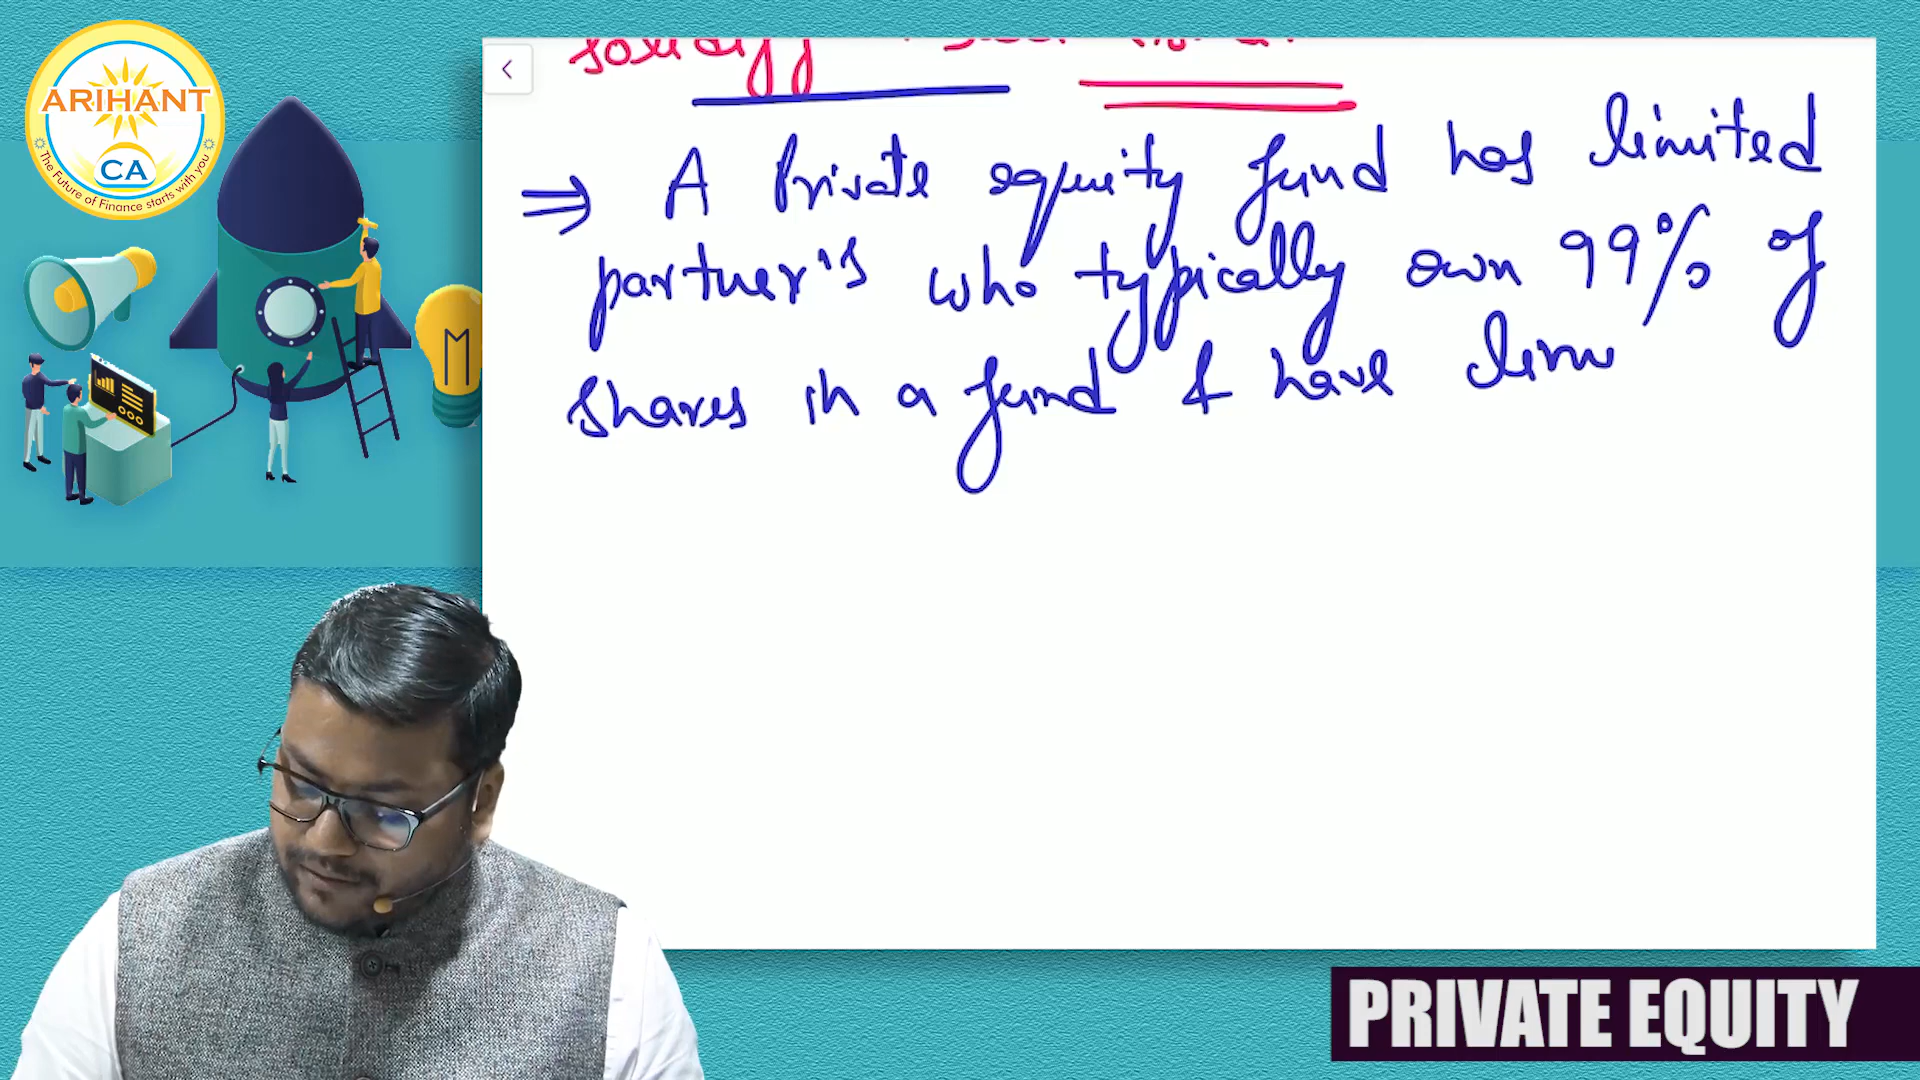 ARIHANT
CA
The Future of Finance starts with you
⇒ A Private equity fund has limited
partner's who typically own 99% of
shares in a fund & have
PRIVATE EQUITY